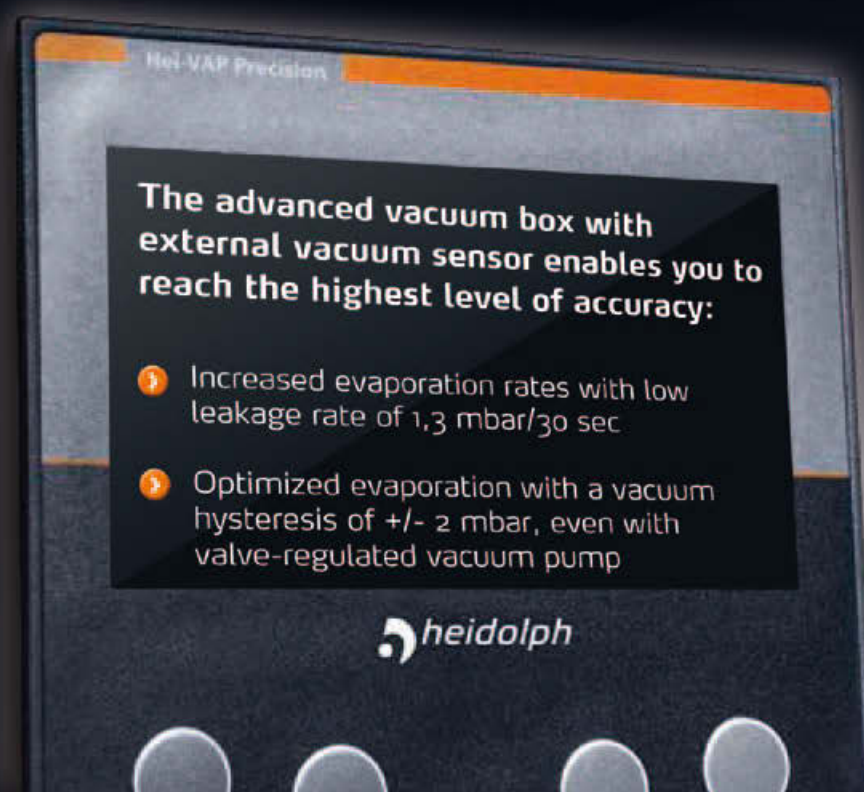 Hei-VAP Precision
The advanced vacuum box with
external vacuum sensor enables you to
reach the highest level of accuracy:
Increased evaporation rates with low
leakage rate of 1,3 mbar/30 sec
Optimized evaporation with a vacuum
hysteresis of +/- 2 mbar, even with
valve-regulated vacuum pump
heidolph